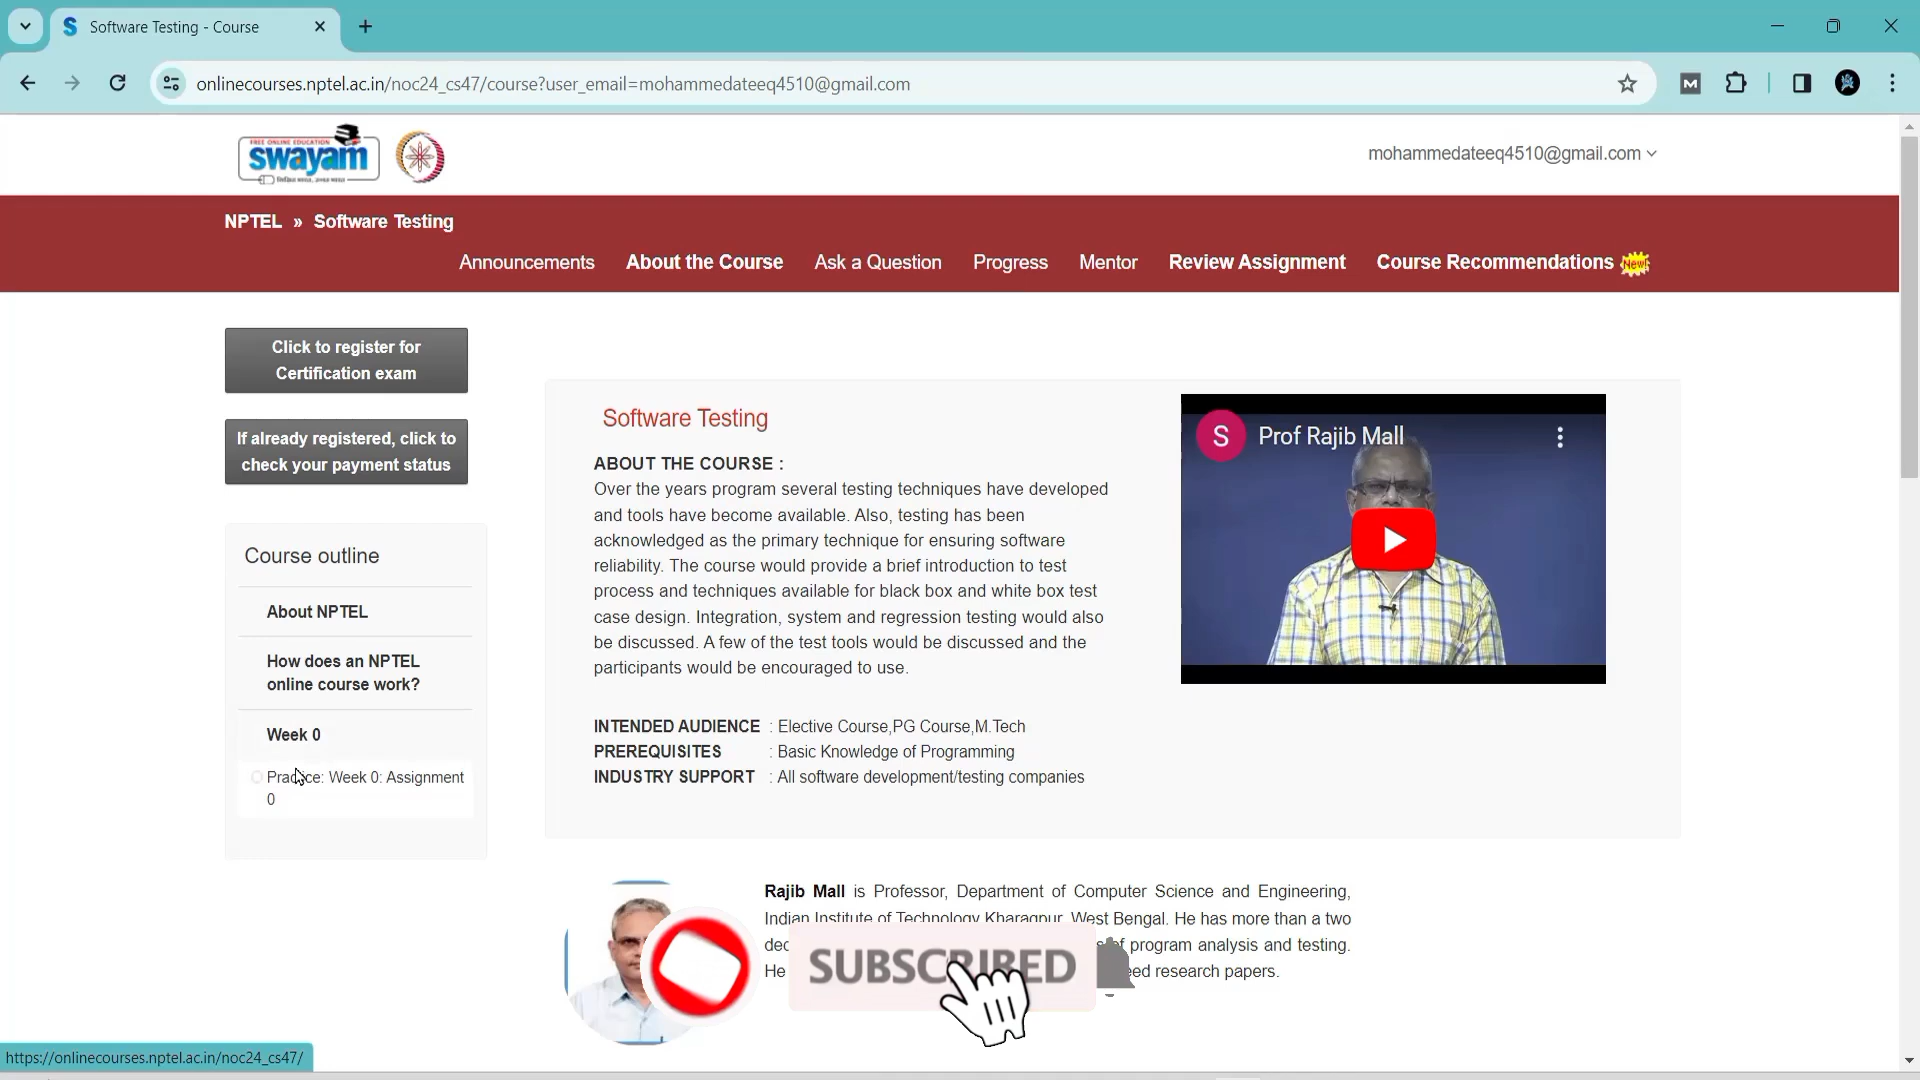 Software Testing - Course
onlinecourses.nptel.ac.in/noc24_cs47/course?user_email=mohammedateeq4510@gmail.com
M
FREE ONLINE EDUCATION
swayam
mohammedateeq4510@gmail.com
NPTEL » Software Testing
Announcements About the Course Ask a Question Progress Mentor Review Assignment Course Recommendations New!
Click to register for
Certification exam
If already registered, click to
check your payment status
Course outline
About NPTEL
How does an NPTEL
online course work?
Week 0
Practice: Week 0: Assignment
0
Software Testing
ABOUT THE COURSE :
Over the years program several testing techniques have developed
and tools have become available. Also, testing has been
acknowledged as the primary technique for ensuring software
reliability. The course would provide a brief introduction to test
process and techniques available for black box and white box test
case design. Integration, system and regression testing would also
be discussed. A few of the test tools would be discussed and the
participants would be encouraged to use.
INTENDED AUDIENCE : Elective Course,PG Course,M.Tech
PREREQUISITES : Basic Knowledge of Programming
INDUSTRY SUPPORT : All software development/testing companies
S Prof Rajib Mall
Rajib Mall is Professor, Department of Computer Science and Engineering,
Indian Institute of Technology Kharagpur, West Bengal. He has more than a two
of program analysis and testing.
He research papers.
SUBSCRIBED
https://onlinecourses.nptel.ac.in/noc24_cs47/